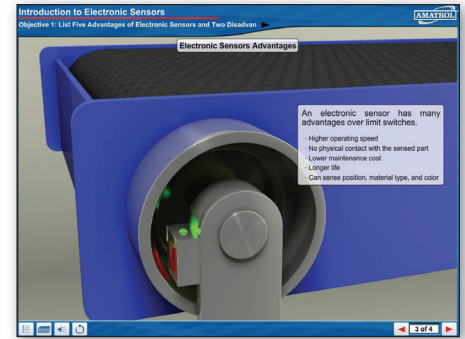 Introduction to Electronic Sensors
AMATROL
Objective 1: List Five Advantages of Electronic Sensors and Two Disadvan
Electronic Sensors Advantages
An electronic sensor has many
advantages over limit switches.
· Higher operating speed
· No physical contact with the sensed part
· Lower maintenance cost
· Longer life
· Can sense position, material type, and color
3 of 4